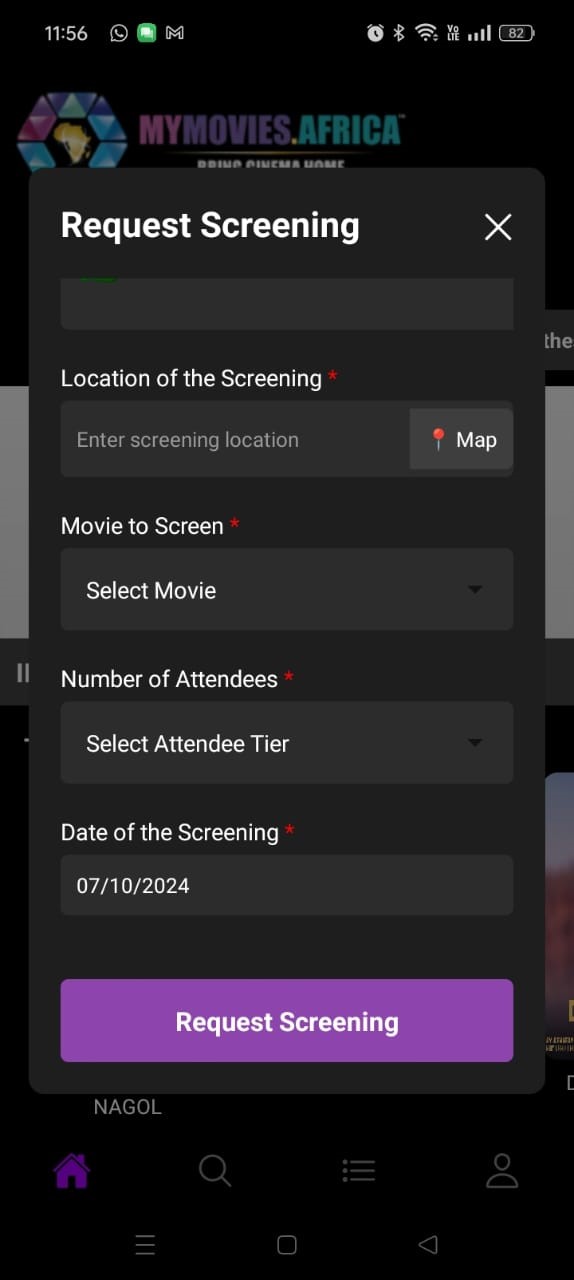 11:56
VO
LTE
82
MYMOVIES.AFRICA™
BRING CINEMA HOME
Request Screening
the
Location of the Screening *
Enter screening location
Map
Movie to Screen *
Select Movie
Number of Attendees *
Select Attendee Tier
Date of the Screening *
07/10/2024
Request Screening
NAGOL